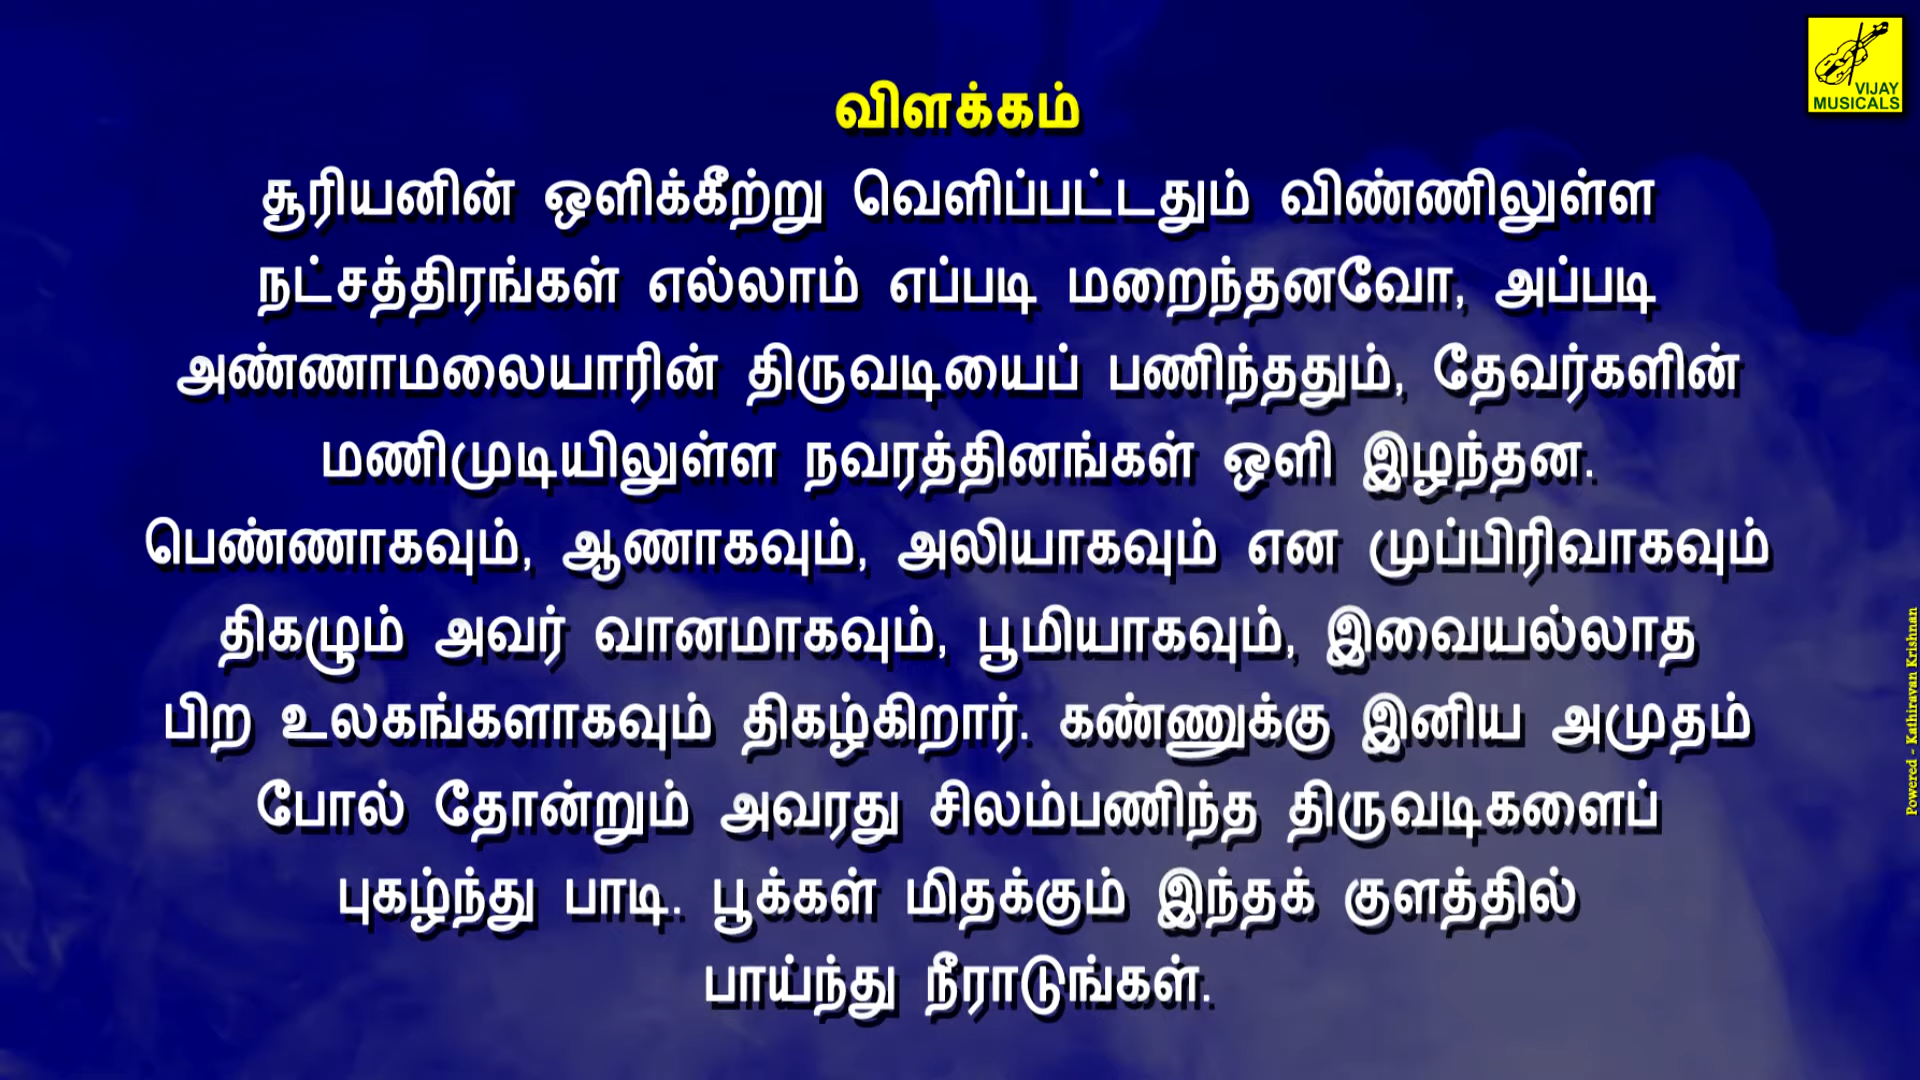 VIJAY
MUSICALS
விளக்கம்
சூரியனின் ஒளிக்கீற்று வெளிப்பட்டதும் விண்ணிலுள்ள
நட்சத்திரங்கள் எல்லாம் எப்படி மறைந்தனவோ, அப்படி
அண்ணாமலையாரின் திருவடியைப் பணிந்ததும், தேவர்களின்
மணிமுடியிலுள்ள நவரத்தினங்கள் ஒளி இழந்தன.
பெண்ணாகவும், ஆணாகவும், அலியாகவும் என முப்பிரிவாகவும்
திகழும் அவர் வானமாகவும், பூமியாகவும், இவையல்லாத
பிற உலகங்களாகவும் திகழ்கிறார். கண்ணுக்கு இனிய அமுதம்
போல் தோன்றும் அவரது சிலம்பணிந்த திருவடிகளைப்
புகழ்ந்து பாடி. பூக்கள் மிதக்கும் இந்தக் குளத்தில்
பாய்ந்து நீராடுங்கள்.
Powered - Kathiravan Krishnan